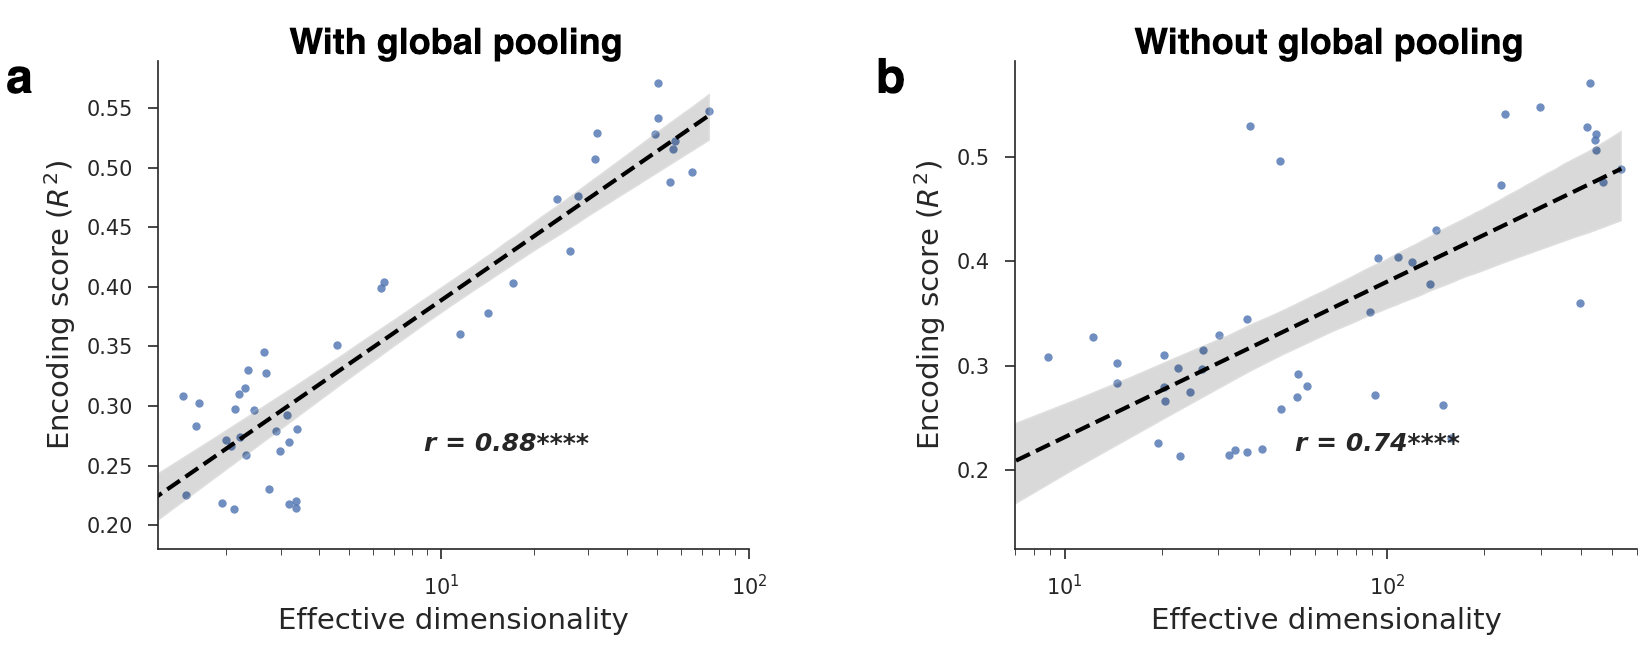 With global pooling
Without global pooling
a
b
0.55
0.50
0.45
0.40
0.35
0.30
0.25
0.20
Encoding score (R²)
r = 0.88****
10¹
10²
Effective dimensionality
0.5
0.4
0.3
0.2
Encoding score (R²)
r = 0.74****
10¹
10²
Effective dimensionality